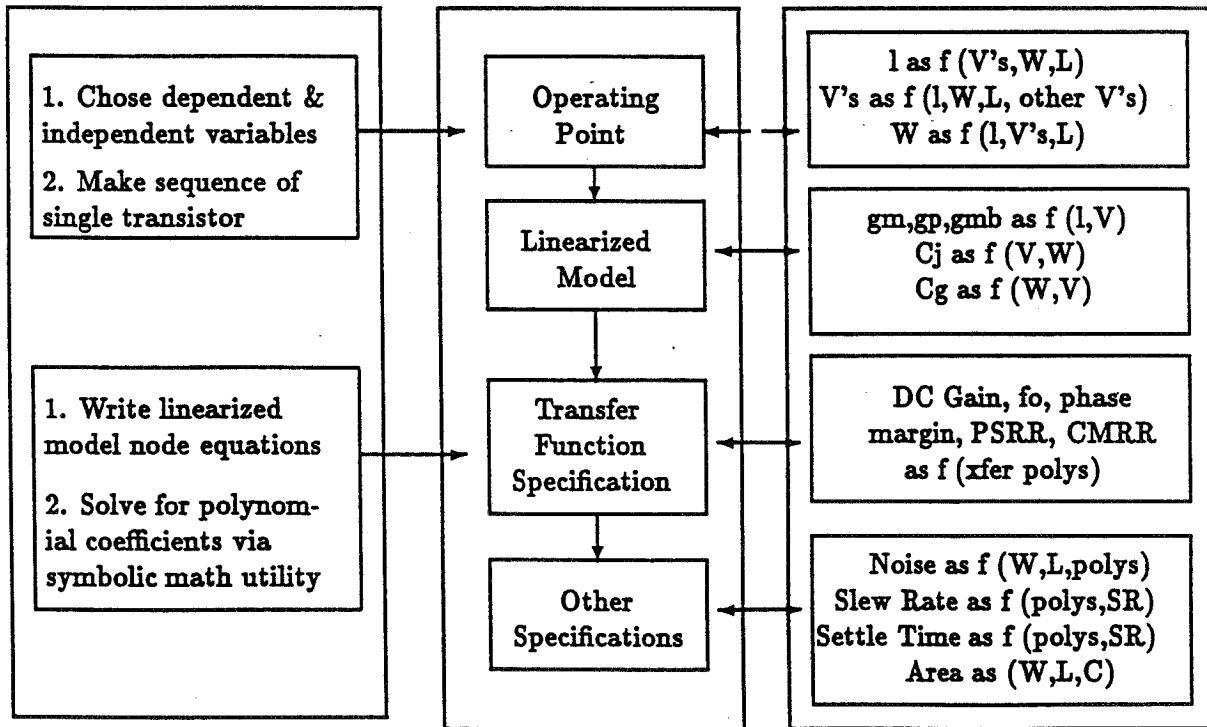 1. Chose dependent &
independent variables
2. Make sequence of
single transistor
1. Write linearized
model node equations
2. Solve for polynom-
ial coefficients via
symbolic math utility
Operating
Point
Linearized
Model
Transfer
Function
Specification
Other
Specifications
l as f (V's,W,L)
V's as f (l,W,L, other V's)
W as f (l,V's,L)
gm,gp,gmb as f (l,V)
Cj as f (V,W)
Cg as f (W,V)
DC Gain, fo, phase
margin, PSRR, CMRR
as f (xfer polys)
Noise as f (W,L,polys)
Slew Rate as f (polys,SR)
Settle Time as f (polys,SR)
Area as (W,L,C)